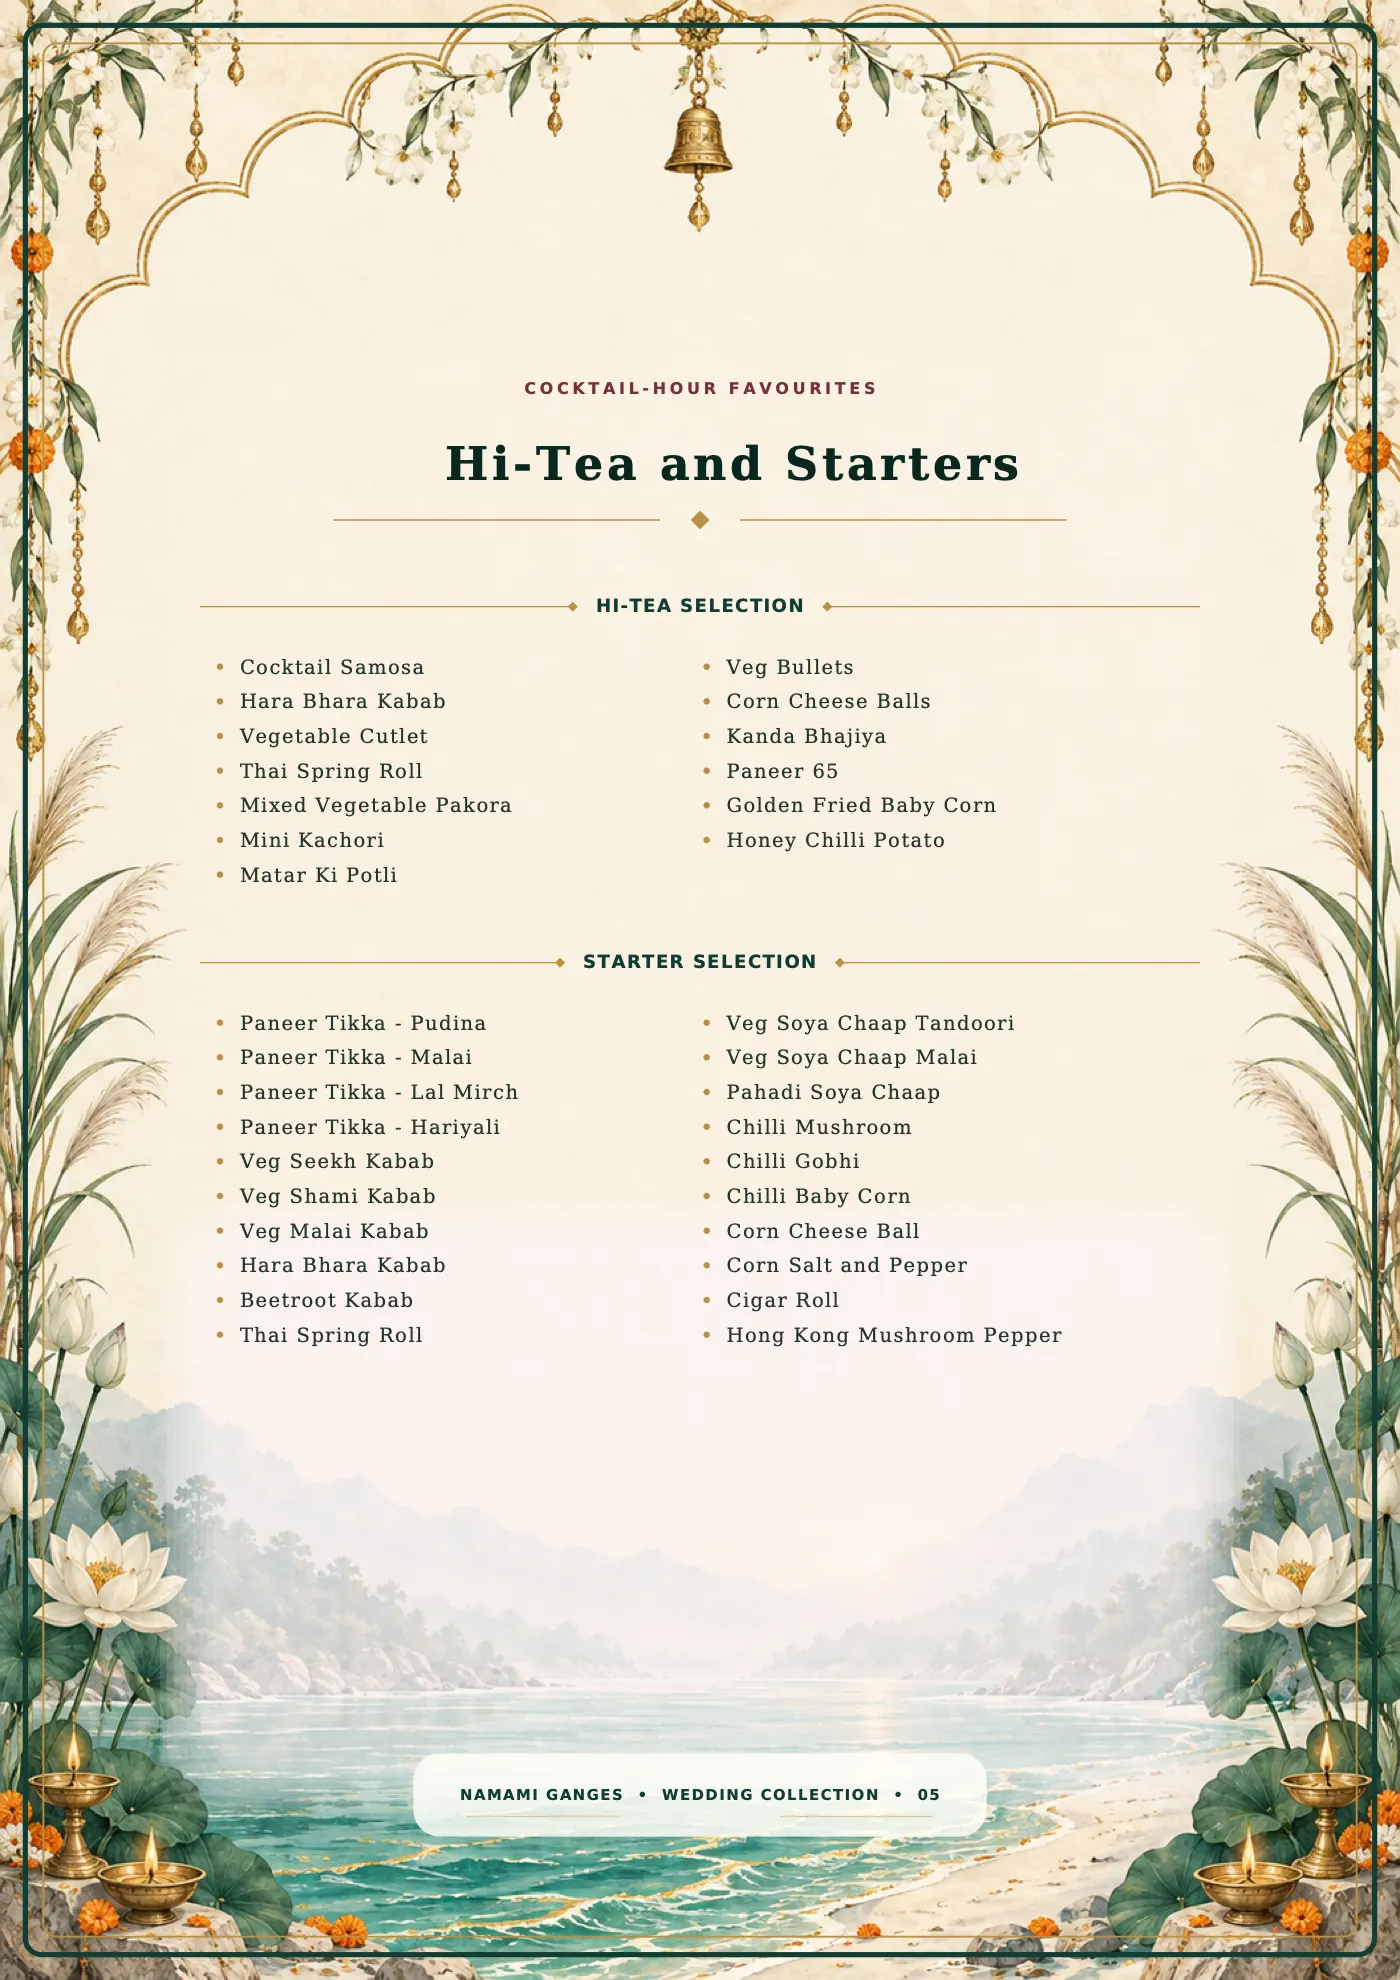 COCKTAIL-HOUR FAVOURITES
Hi-Tea and Starters
HI-TEA SELECTION
• Cocktail Samosa
• Hara Bhara Kabab
• Vegetable Cutlet
• Thai Spring Roll
• Mixed Vegetable Pakora
• Mini Kachori
• Matar Ki Potli
• Veg Bullets
• Corn Cheese Balls
• Kanda Bhajiya
• Paneer 65
• Golden Fried Baby Corn
• Honey Chilli Potato
STARTER SELECTION
• Paneer Tikka - Pudina
• Paneer Tikka - Malai
• Paneer Tikka - Lal Mirch
• Paneer Tikka - Hariyali
• Veg Seekh Kabab
• Veg Shami Kabab
• Veg Malai Kabab
• Hara Bhara Kabab
• Beetroot Kabab
• Thai Spring Roll
• Veg Soya Chaap Tandoori
• Veg Soya Chaap Malai
• Pahadi Soya Chaap
• Chilli Mushroom
• Chilli Gobhi
• Chilli Baby Corn
• Corn Cheese Ball
• Corn Salt and Pepper
• Cigar Roll
• Hong Kong Mushroom Pepper
NAMAMI GANGES • WEDDING COLLECTION • 05